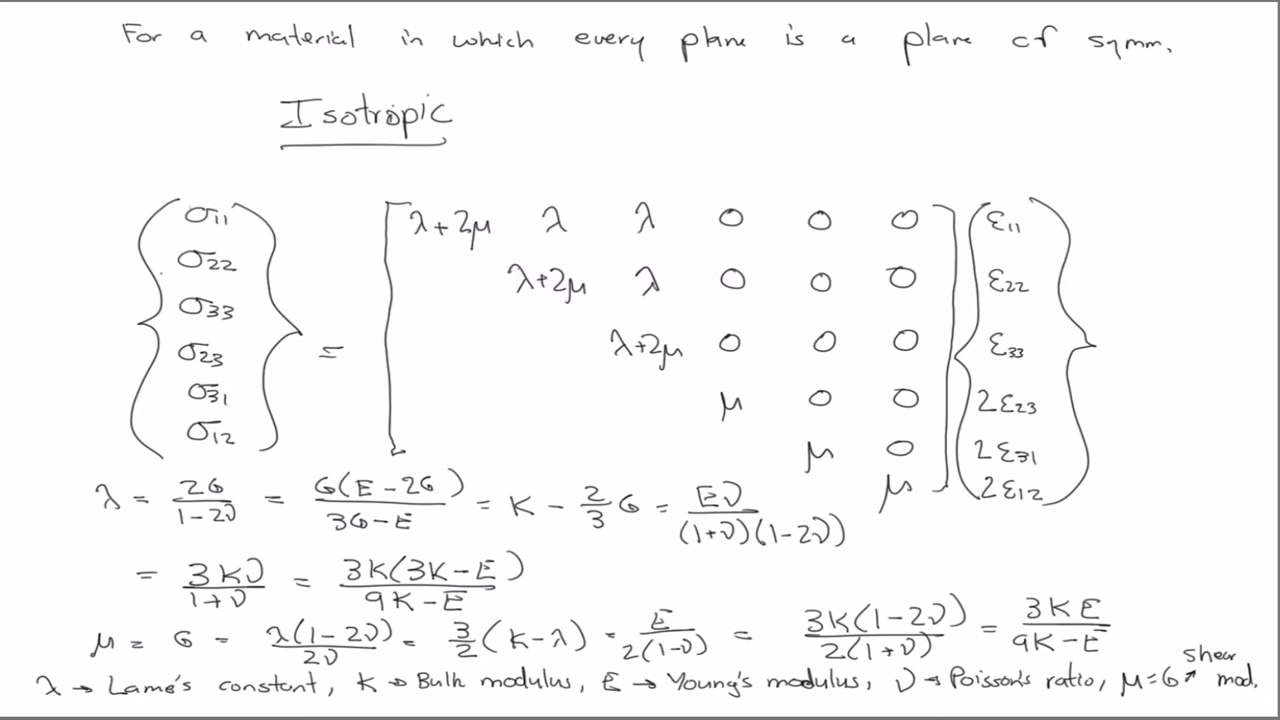 For a material in which every plane is a plane of symm.
Isotropic
σ11 λ+2μ λ λ 0 0 0 ε11
σ22 λ+2μ λ 0 0 0 ε22
σ33 λ+2μ 0 0 0 ε33
σ23 = μ 0 0 2ε23
σ31 μ 0 2ε31
σ12 μ 2ε12
λ = 2G/(1-2ν) = G(E-2G)/(3G-E) = K - 2/3 G = Eν/((1+ν)(1-2ν))
= 3Kν/(1+ν) = 3K(3K-E)/(9K-E)
μ = G = λ(1-2ν)/(2ν) = 3/2 (K-λ) = E/(2(1-ν)) = 3K(1-2ν)/(2(1+ν)) = 3KE/(9K-E)
λ → Lamé's constant, K → Bulk modulus, E → Young's modulus, ν → Poisson's ratio, μ=G ↗ shear mod.